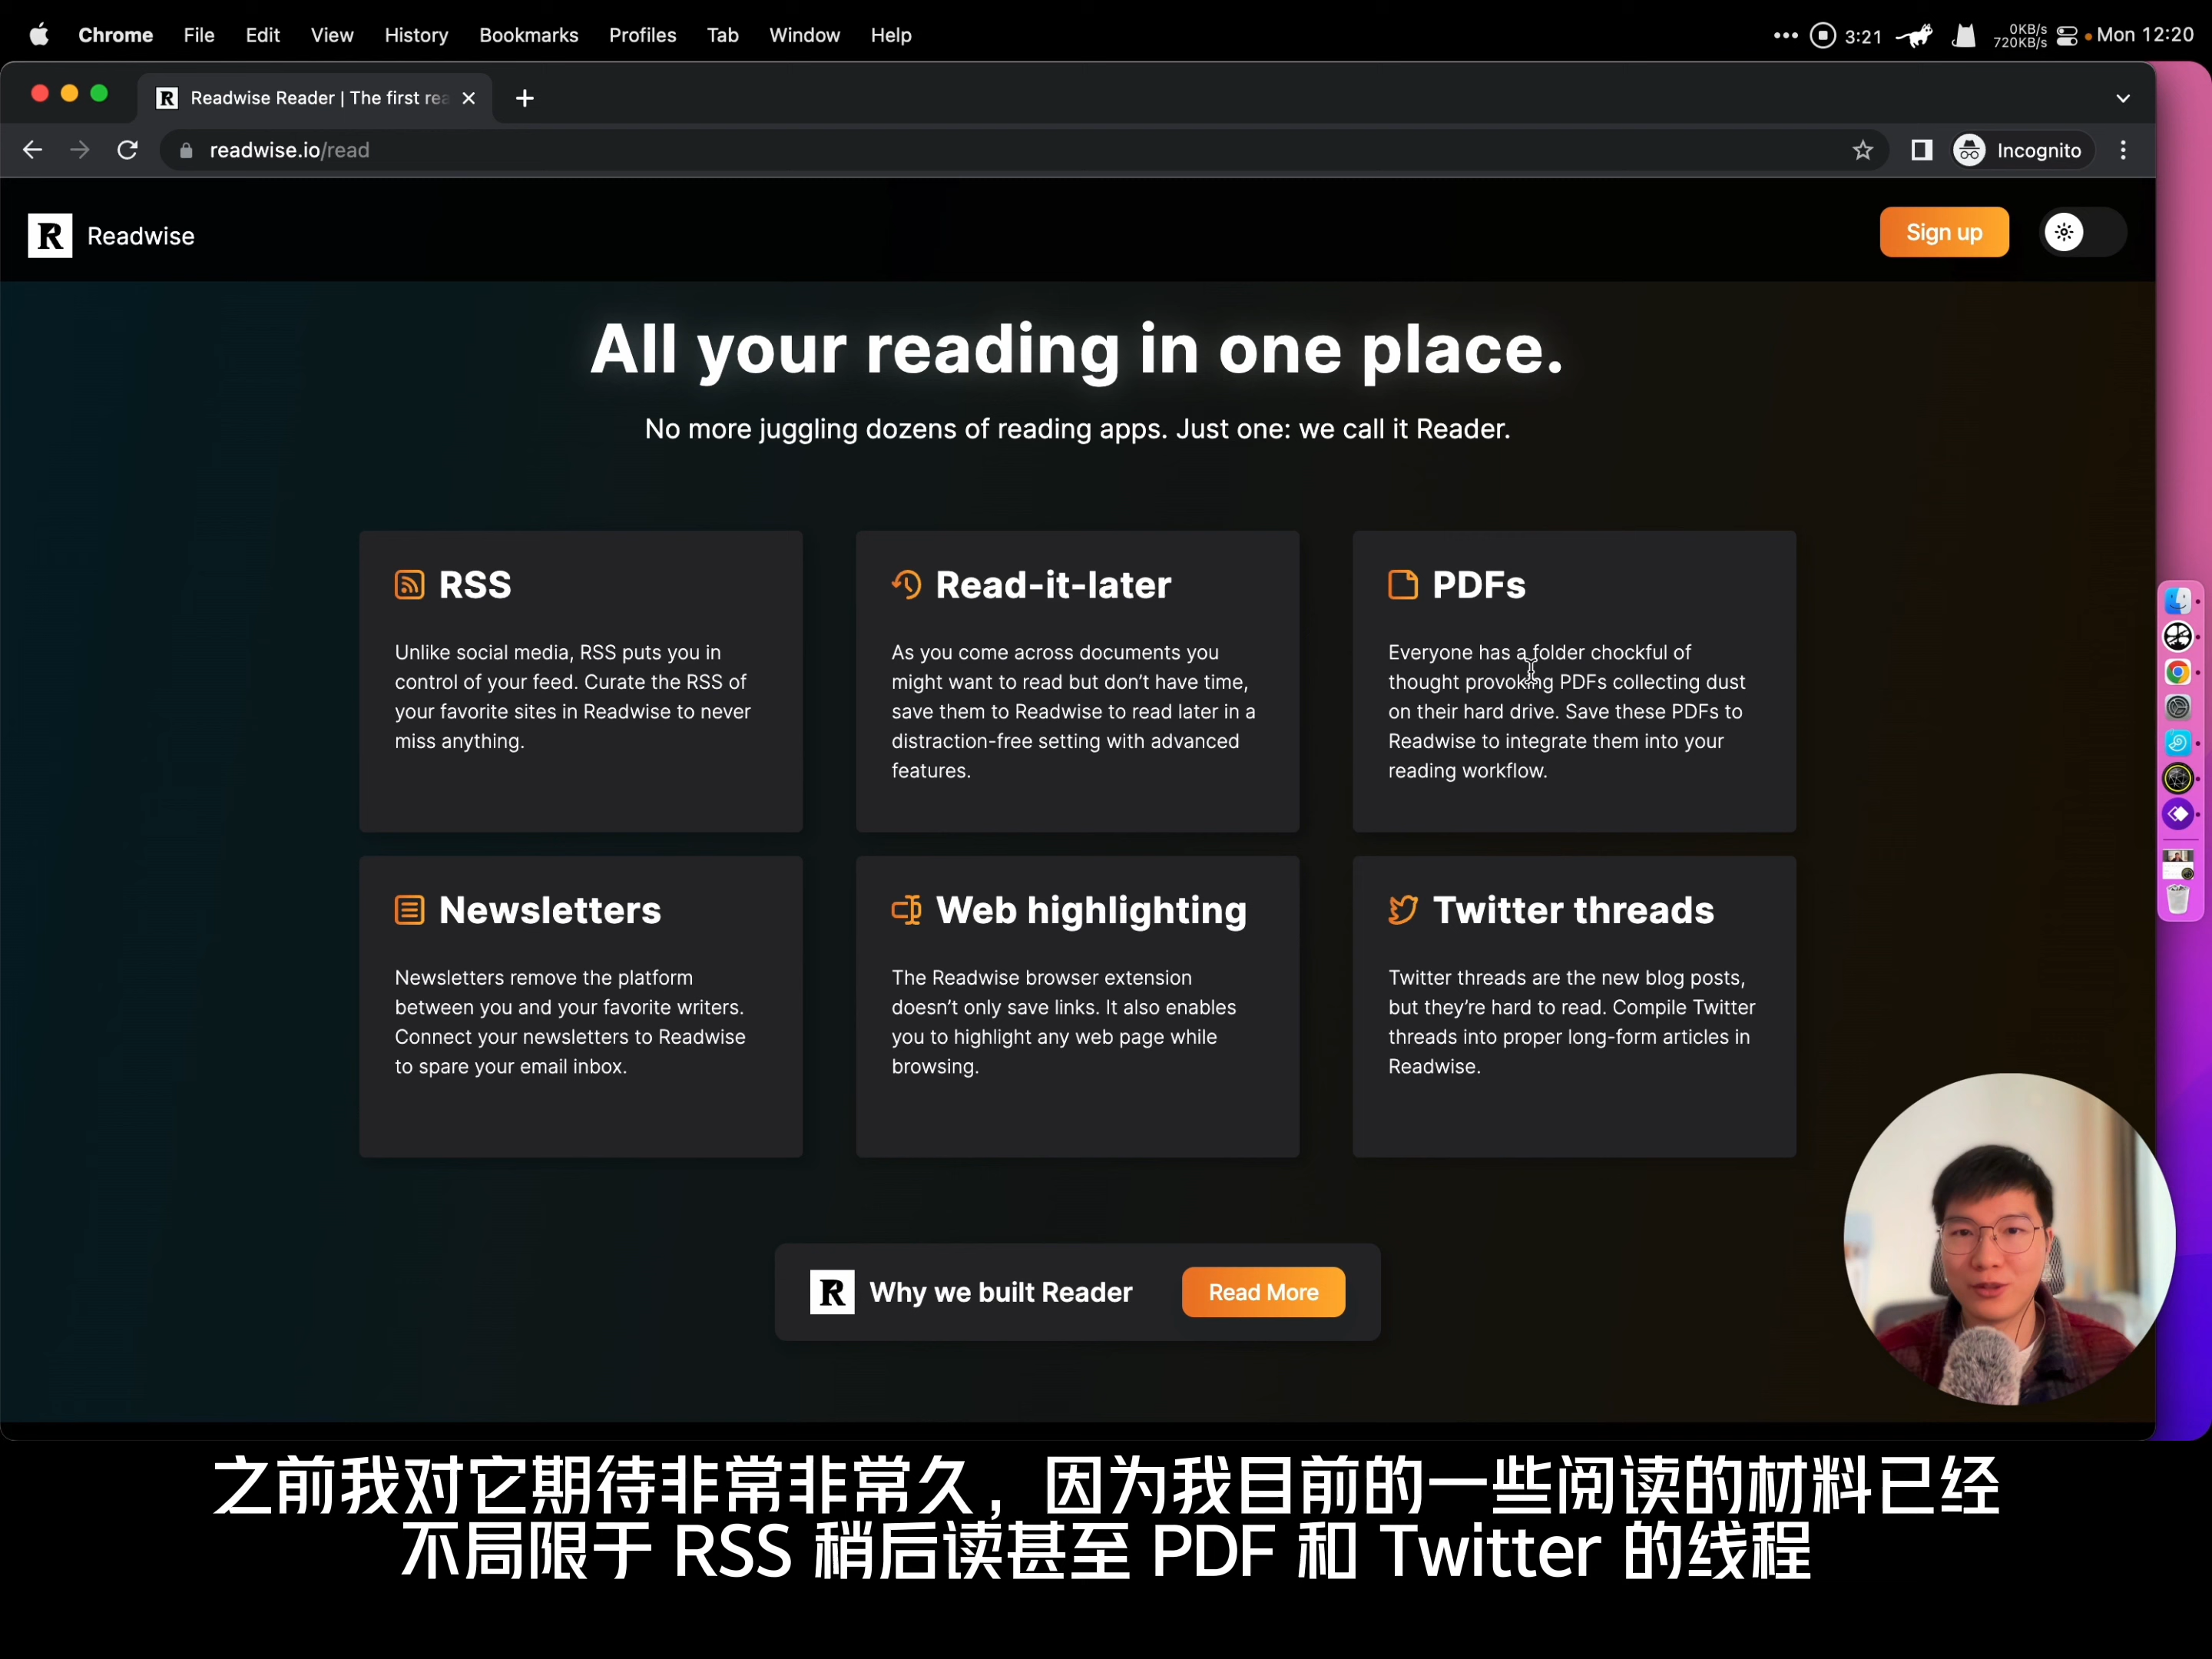 Chrome File Edit View History Bookmarks Profiles Tab Window Help
3:21
0KB/s
720KB/s
Mon 12:20
Readwise Reader | The first rea
readwise.io/read
Incognito
Readwise
Sign up
All your reading in one place.
No more juggling dozens of reading apps. Just one: we call it Reader.
RSS
Unlike social media, RSS puts you in
control of your feed. Curate the RSS of
your favorite sites in Readwise to never
miss anything.
Read-it-later
As you come across documents you
might want to read but don’t have time,
save them to Readwise to read later in a
distraction-free setting with advanced
features.
PDFs
Everyone has a folder chockful of
thought provoking PDFs collecting dust
on their hard drive. Save these PDFs to
Readwise to integrate them into your
reading workflow.
Newsletters
Newsletters remove the platform
between you and your favorite writers.
Connect your newsletters to Readwise
to spare your email inbox.
Web highlighting
The Readwise browser extension
doesn’t only save links. It also enables
you to highlight any web page while
browsing.
Twitter threads
Twitter threads are the new blog posts,
but they’re hard to read. Compile Twitter
threads into proper long-form articles in
Readwise.
R
Why we built Reader
Read More
之前我对它期待非常非常久，因为我目前的一些阅读的材料已经
不局限于 RSS 稍后读甚至 PDF 和 Twitter 的线程